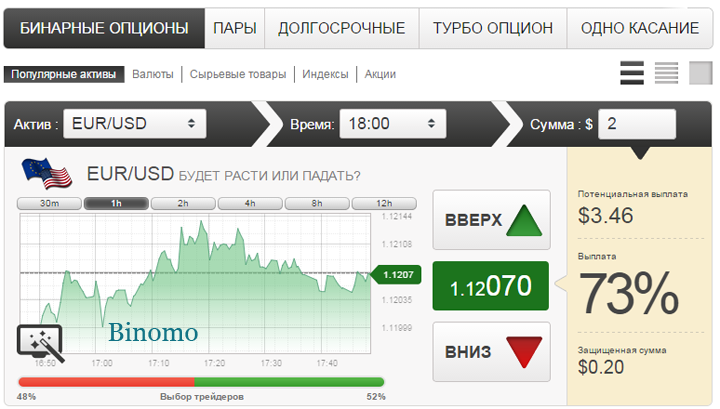 БИНАРНЫЕ ОПЦИОНЫ ПАРЫ ДОЛГОСРОЧНЫЕ ТУРБО ОПЦИОН ОДНО КАСАНИЕ
Популярные активы Валюты Сырьевые товары Индексы Акции
Актив : EUR/USD Время: 18:00 Сумма : $ 2
EUR/USD БУДЕТ РАСТИ ИЛИ ПАДАТЬ?
30m 1h 2h 4h 8h 12h
1.12144
1.12108
1.1207
1.12035
1.11999
Binomo
16:50 17:00 17:10 17:20 17:30 17:40
48% Выбор трейдеров 52%
ВВЕРХ
1.12070
ВНИЗ
Потенциальная выплата
$3.46
Выплата
73%
Защищенная сумма
$0.20